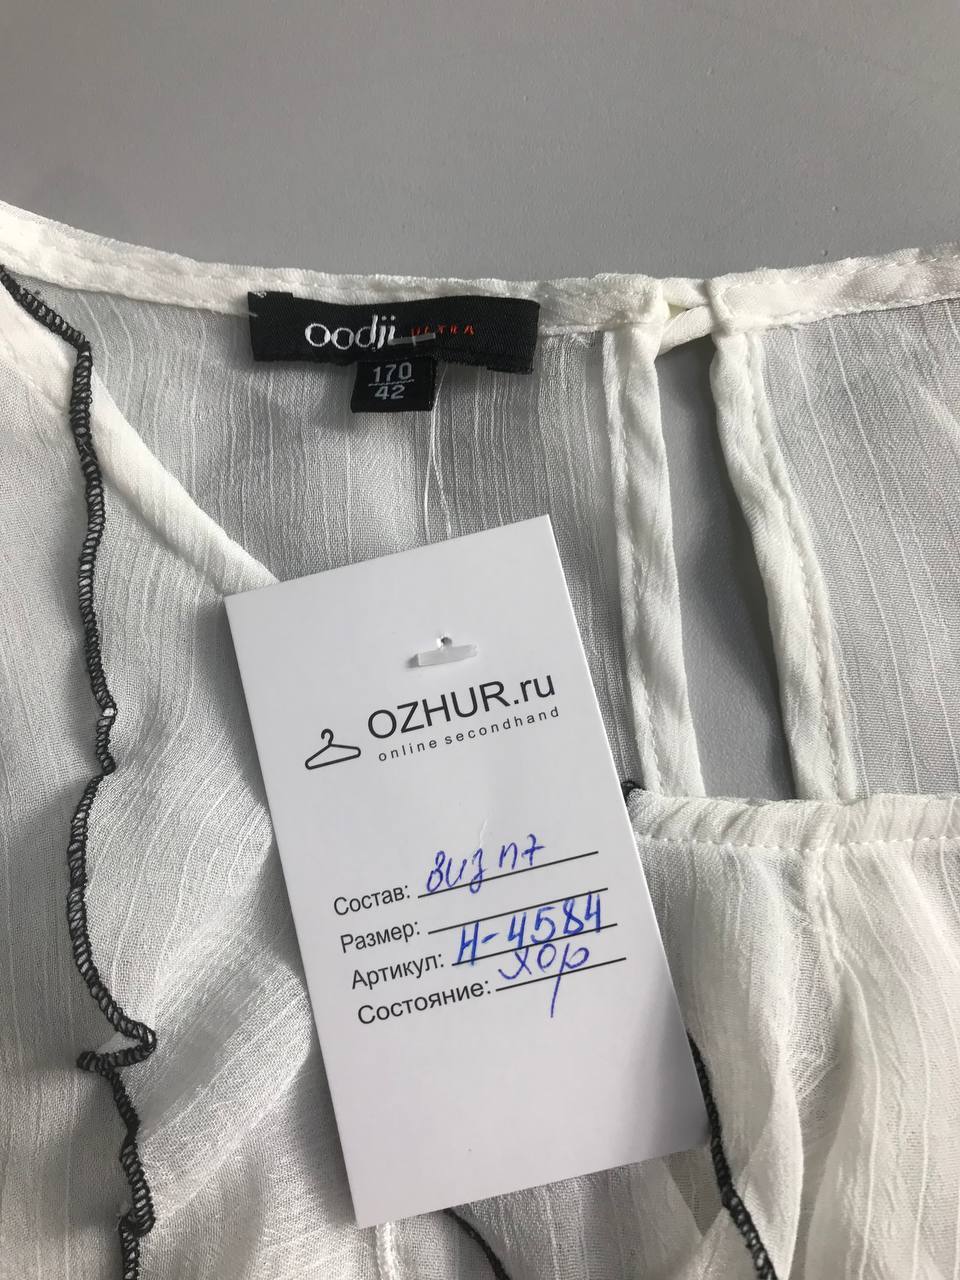 oodji ULTRA
170
42
OZHUR.ru
online secondhand
Состав: виз п7
Размер:
Артикул: Н-4584
Состояние: хор